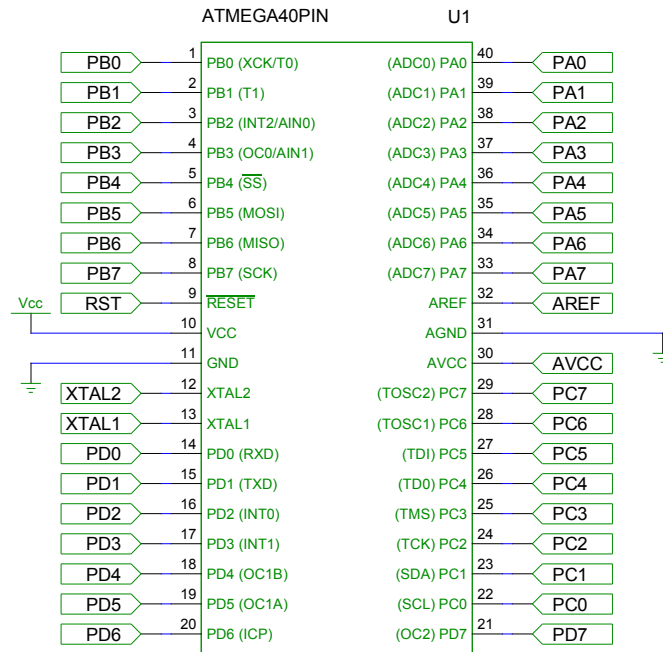 ATMEGA40PIN U1
PB0 1 PB0 (XCK/T0) (ADC0) PA0 40 PA0
PB1 2 PB1 (T1) (ADC1) PA1 39 PA1
PB2 3 PB2 (INT2/AIN0) (ADC2) PA2 38 PA2
PB3 4 PB3 (OC0/AIN1) (ADC3) PA3 37 PA3
PB4 5 PB4 (SS) (ADC4) PA4 36 PA4
PB5 6 PB5 (MOSI) (ADC5) PA5 35 PA5
PB6 7 PB6 (MISO) (ADC6) PA6 34 PA6
PB7 8 PB7 (SCK) (ADC7) PA7 33 PA7
Vcc RST 9 RESET AREF 32 AREF
10 VCC AGND 31
11 GND AVCC 30 AVCC
XTAL2 12 XTAL2 (TOSC2) PC7 29 PC7
XTAL1 13 XTAL1 (TOSC1) PC6 28 PC6
PD0 14 PD0 (RXD) (TDI) PC5 27 PC5
PD1 15 PD1 (TXD) (TD0) PC4 26 PC4
PD2 16 PD2 (INT0) (TMS) PC3 25 PC3
PD3 17 PD3 (INT1) (TCK) PC2 24 PC2
PD4 18 PD4 (OC1B) (SDA) PC1 23 PC1
PD5 19 PD5 (OC1A) (SCL) PC0 22 PC0
PD6 20 PD6 (ICP) (OC2) PD7 21 PD7